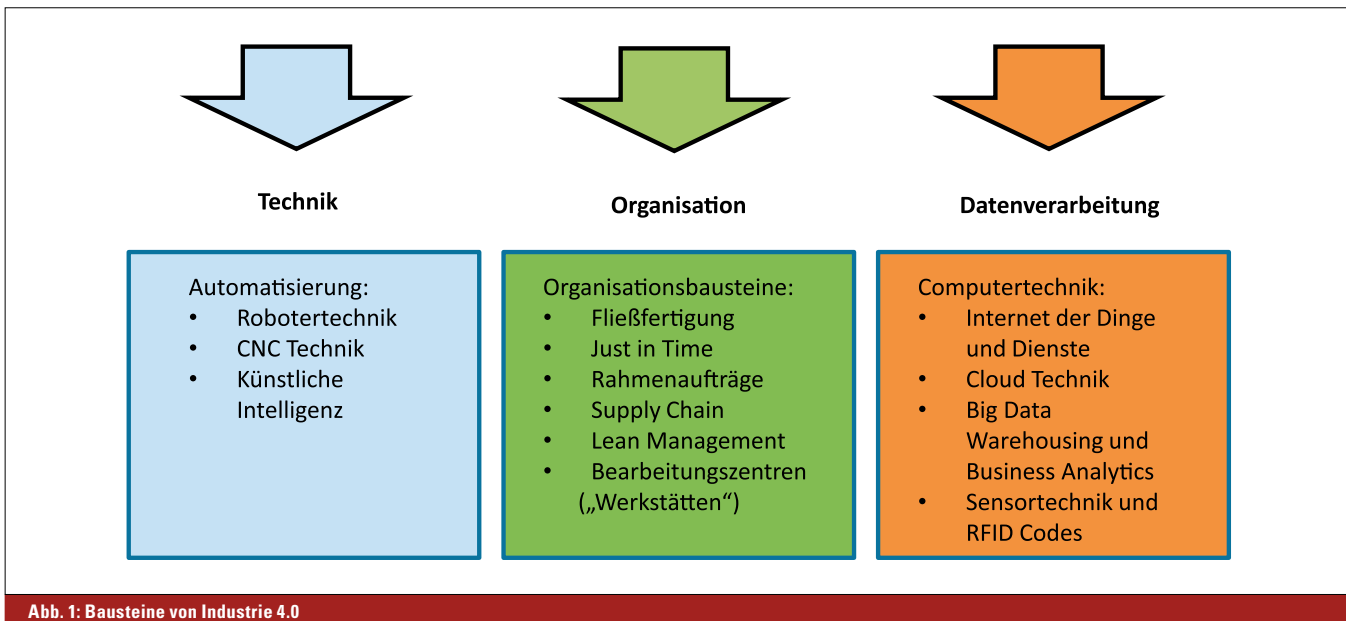 Technik
Automatisierung:
• Robotertechnik
• CNC Technik
• Künstliche
Intelligenz
Organisation
Organisationsbausteine:
• Fließfertigung
• Just in Time
• Rahmenaufträge
• Supply Chain
• Lean Management
• Bearbeitungszentren
(„Werkstätten“)
Datenverarbeitung
Computertechnik:
• Internet der Dinge
und Dienste
• Cloud Technik
• Big Data
Warehousing und
Business Analytics
• Sensortechnik und
RFID Codes
Abb. 1: Bausteine von Industrie 4.0